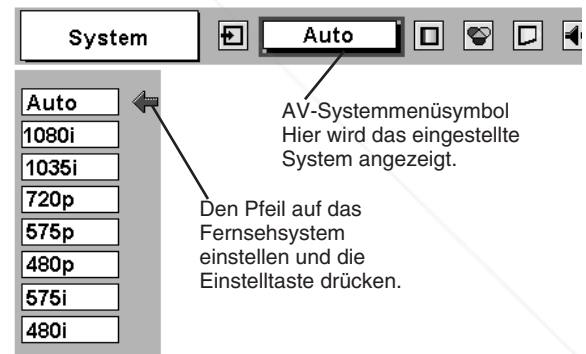 System
Auto
AV-Systemmenüsymbol
Hier wird das eingestellte
System angezeigt.
Auto
1080i
1035i
720p
575p
480p
575i
480i
Den Pfeil auf das
Fernsehsystem
einstellen und die
Einstelltaste drücken.